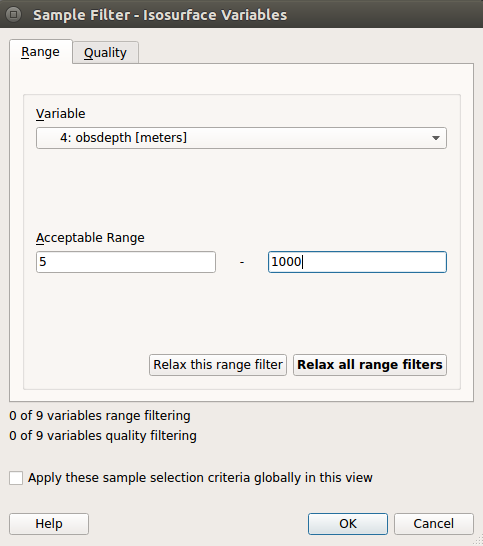 Sample Filter - Isosurface Variables
Range Quality
Variable
4: obsdepth [meters]
Acceptable Range
5 - 1000
Relax this range filter Relax all range filters
0 of 9 variables range filtering
0 of 9 variables quality filtering
Apply these sample selection criteria globally in this view
Help OK Cancel